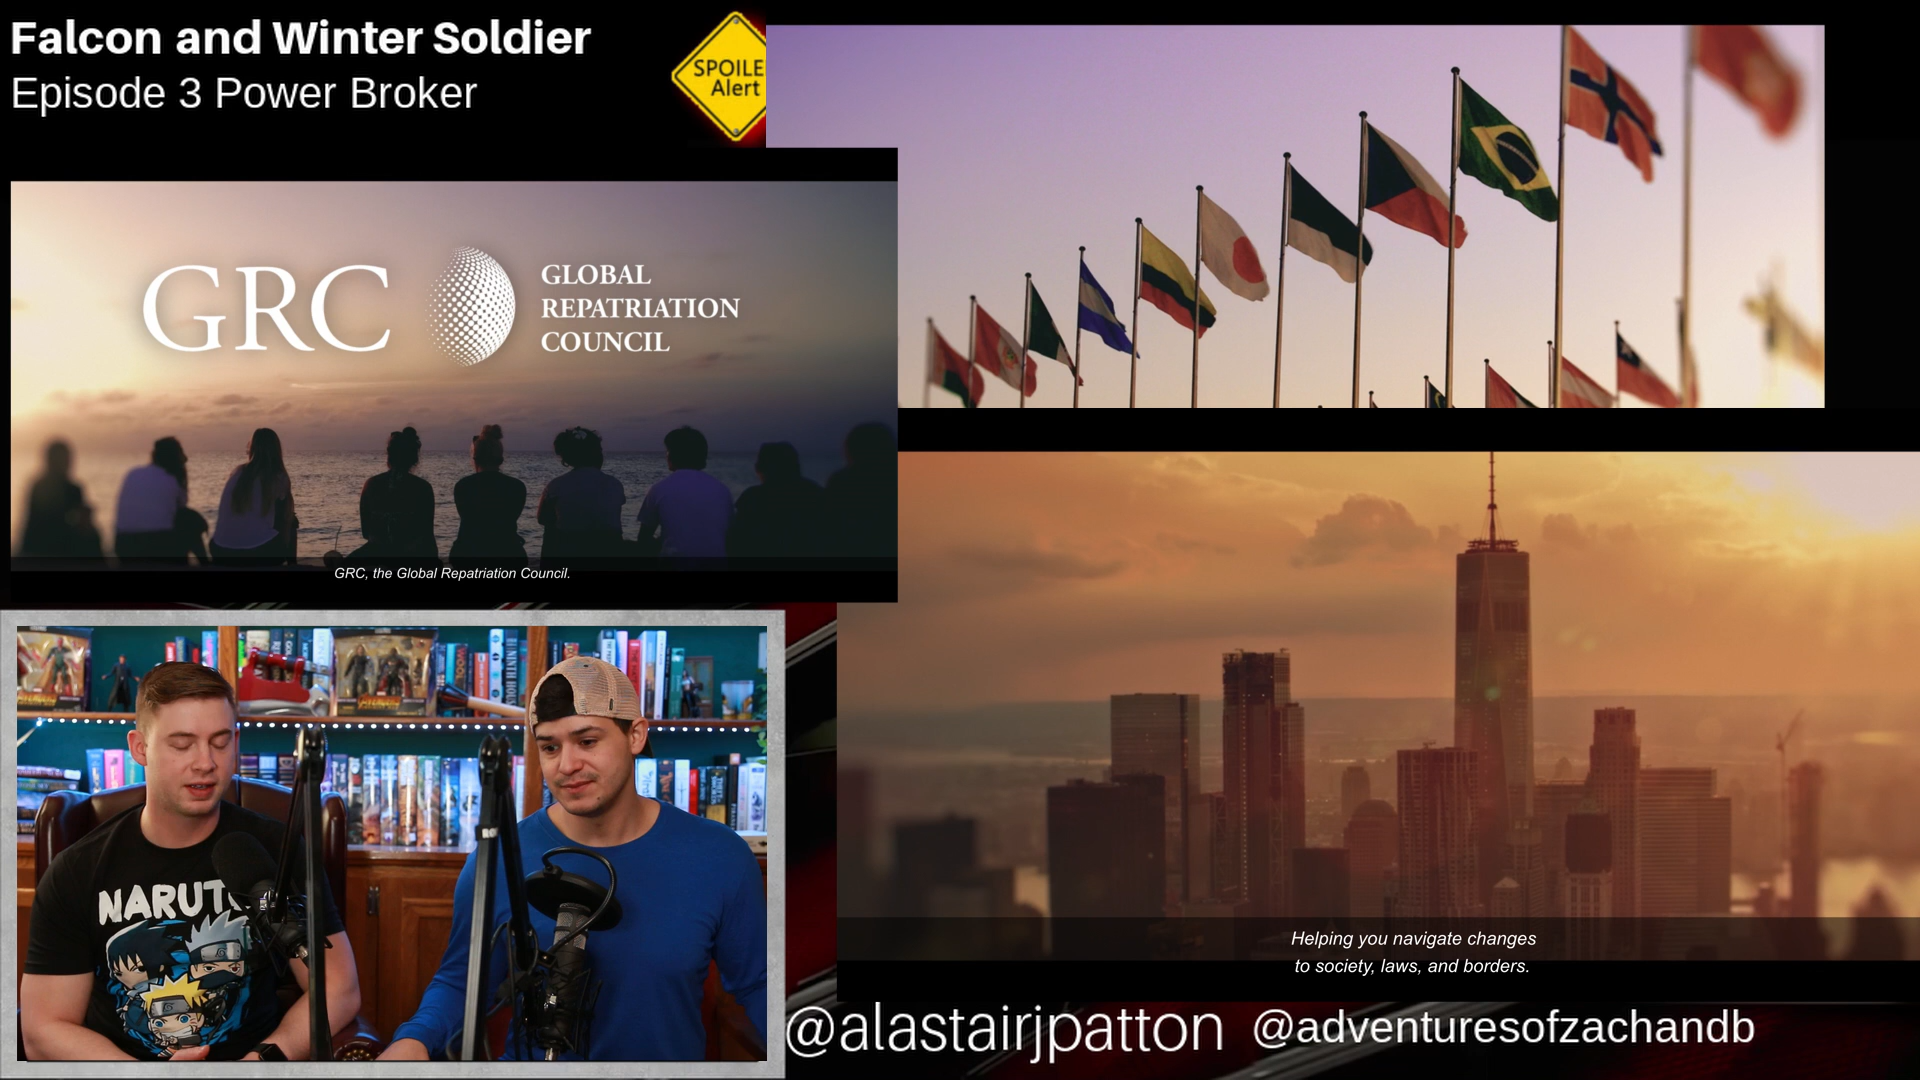 Falcon and Winter Soldier
Episode 3 Power Broker
SPOILE
Alert
GRC
GLOBAL
REPATRIATION
COUNCIL
GRC, the Global Repatriation Council.
NARUT
Helping you navigate changes
to society, laws, and borders.
@alastairjpatton
@adventuresofzachandb